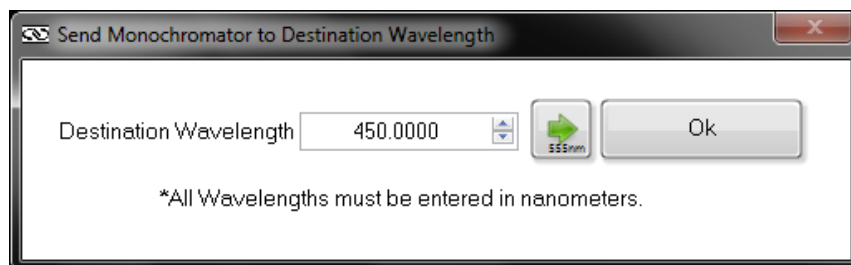 Send Monochromator to Destination Wavelength
Destination Wavelength 450.0000 555nm Ok
*All Wavelengths must be entered in nanometers.